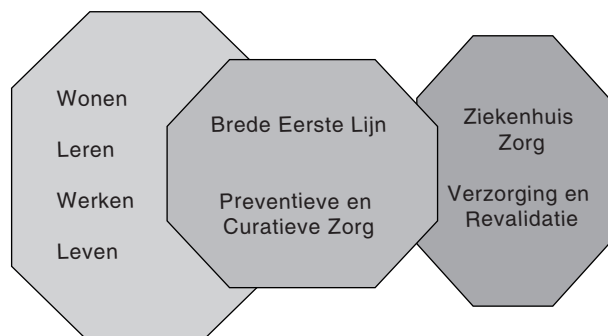 Wonen
Leren
Werken
Leven
Brede Eerste Lijn
Preventieve en
Curatieve Zorg
Ziekenhuis
Zorg
Verzorging en
Revalidatie